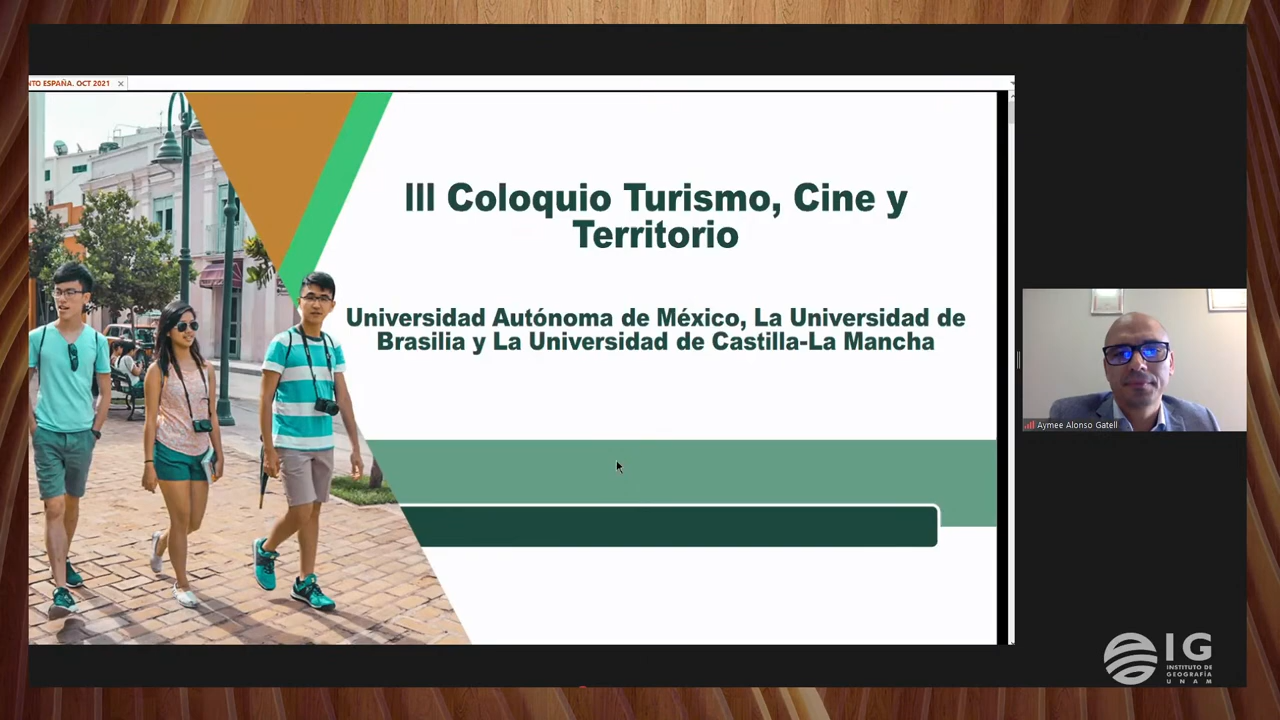 NTO ESPAÑA. OCT 2021
III Coloquio Turismo, Cine y
Territorio
Universidad Autónoma de México, La Universidad de
Brasilia y La Universidad de Castilla-La Mancha
Aymee Alonso Gatell
IG
INSTITUTO DE
GEOGRAFÍA
UNAM